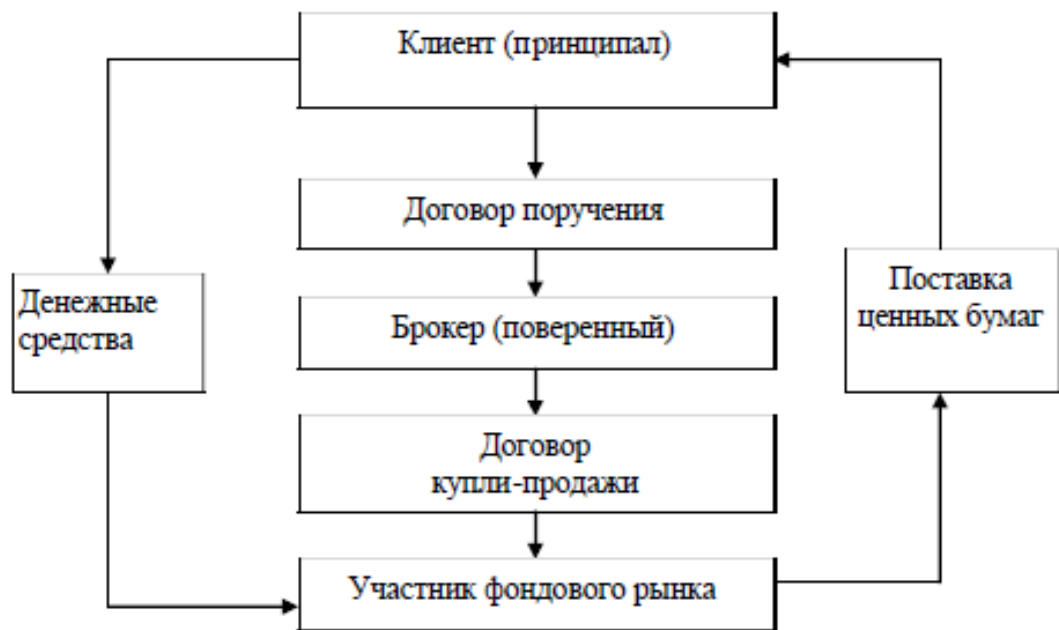 Клиент (принципал)
Договор поручения
Денежные
средства
Поставка
ценных бумаг
Брокер (поверенный)
Договор
купли-продажи
Участник фондового рынка